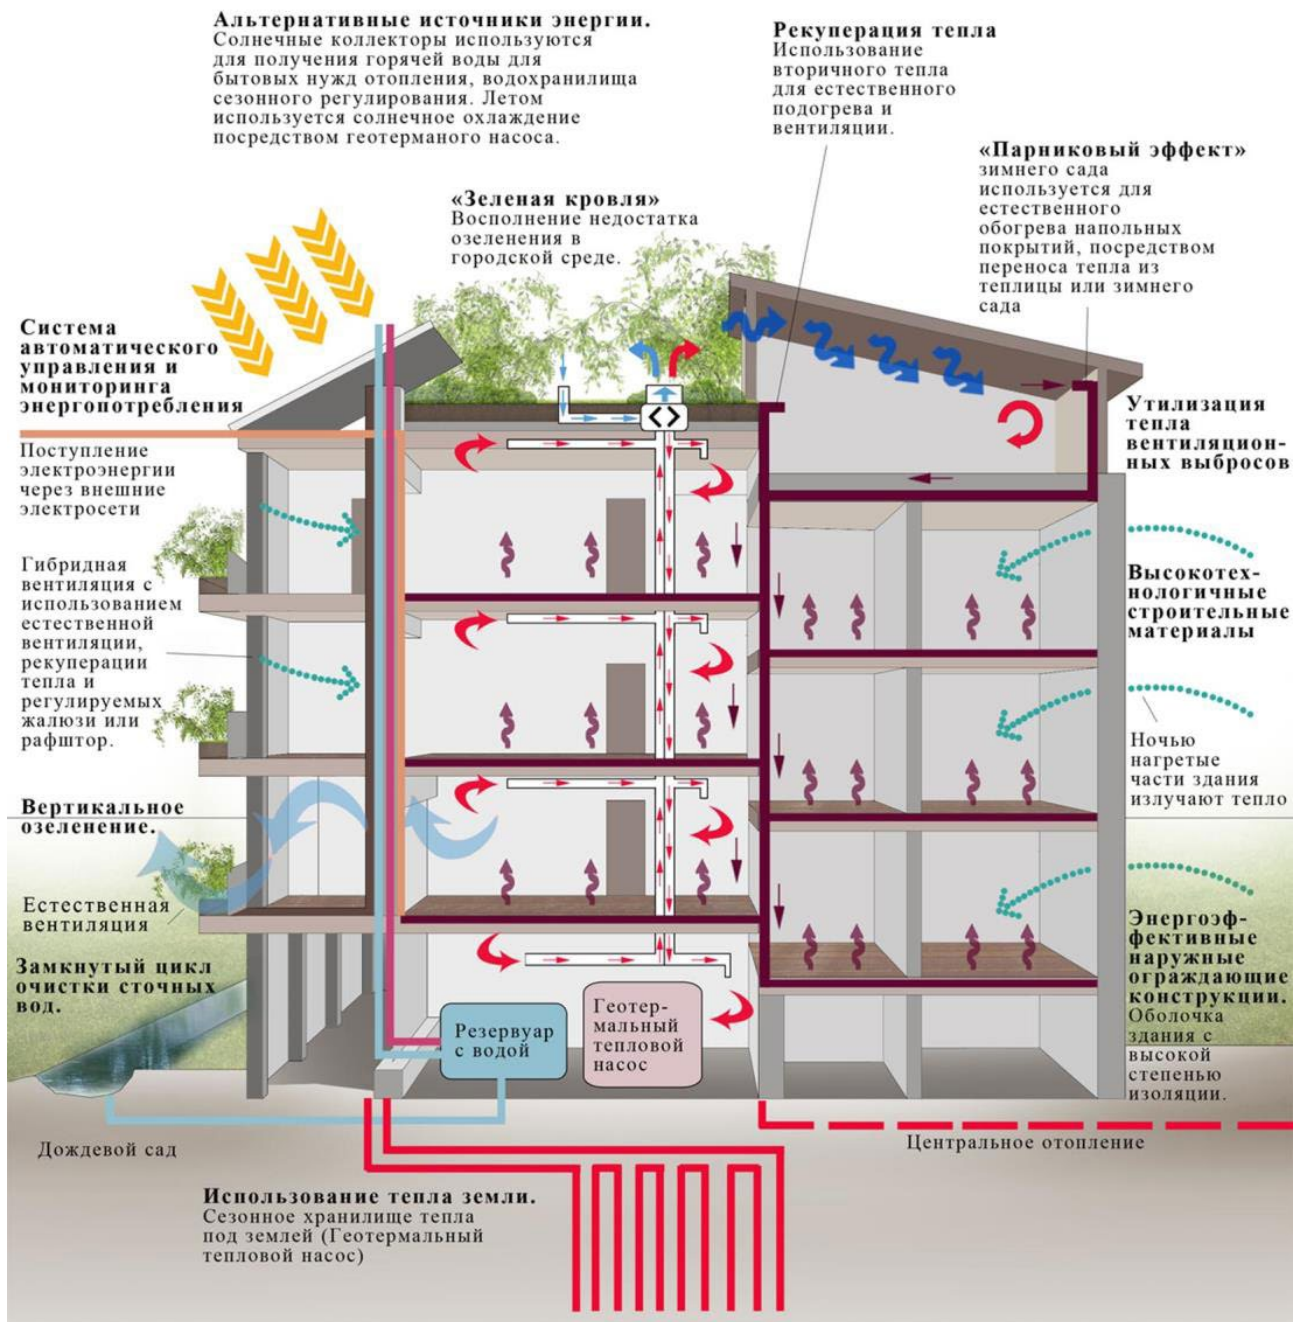 Альтернативные источники энергии.
Солнечные коллекторы используются
для получения горячей воды для
бытовых нужд отопления, водохранилища
сезонного регулирования. Летом
используется солнечное охлаждение
посредством геотерманого насоса.
Рекуперация тепла
Использование
вторичного тепла
для естественного
подогрева и
вентиляции.
«Парниковый эффект»
зимнего сада
используется для
естественного
обогрева напольных
покрытий, посредством
переноса тепла из
теплицы или зимнего
сада
«Зеленая кровля»
Восполнение недостатка
озеленения в
городской среде.
Система
автоматического
управления и
мониторинга
энергопотребления
Поступление
электроэнергии
через внешние
электросети
Гибридная
вентиляция с
использованием
естественной
вентиляции,
рекуперации
тепла и
регулируемых
жалюзи или
рафштор.
Вертикальное
озеленение.
Естественная
вентиляция
Замкнутый цикл
очистки сточных
вод.
Утилизация
тепла
вентиляцион-
ных выбросов
Высокотех-
нологичные
строительные
материалы
Ночью
нагретые
части здания
излучают тепло
Энергоэф-
фективные
наружные
ограждающие
конструкции.
Оболочка
здания с
высокой
степенью
изоляции.
Резервуар
с водой
Геотер-
мальный
тепловой
насос
Дождевой сад
Центральное отопление
Использование тепла земли.
Сезонное хранилище тепла
под землей (Геотермальный
тепловой насос)